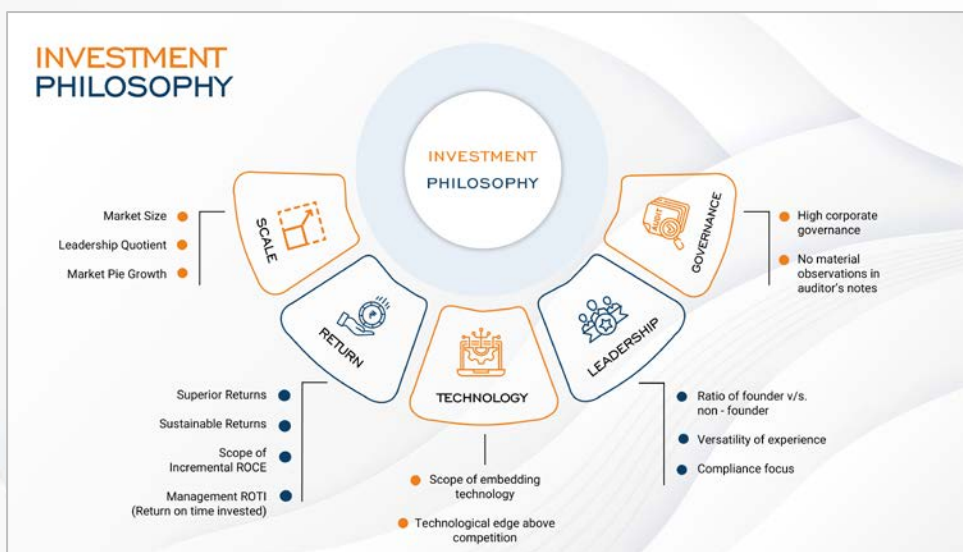 INVESTMENT
PHILOSOPHY
INVESTMENT
PHILOSOPHY
SCALE
Market Size
Leadership Quotient
Market Pie Growth
RETURN
₹
Superior Returns
Sustainable Returns
Scope of
Incremental ROCE
Management ROTI
(Return on time invested)
TECHNOLOGY
Scope of embedding
technology
Technological edge above
competition
LEADERSHIP
Ratio of founder v/s.
non - founder
Versatility of experience
Compliance focus
AUDIT
GOVERNANCE
High corporate
governance
No material
observations in
auditor's notes